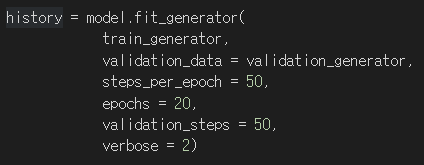 history = model.fit_generator(
train_generator,
validation_data = validation_generator,
steps_per_epoch = 50,
epochs = 20,
validation_steps = 50,
verbose = 2)